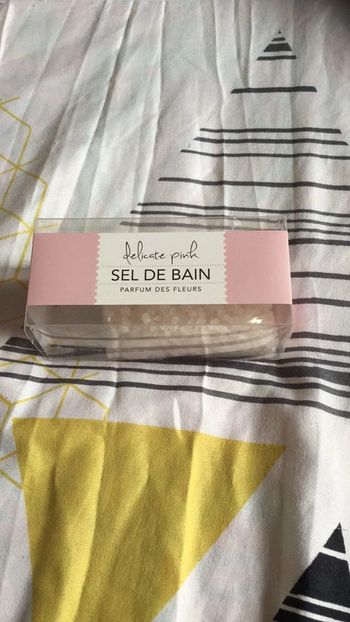 delicate pink
SEL DE BAIN
PARFUM DES FLEURS